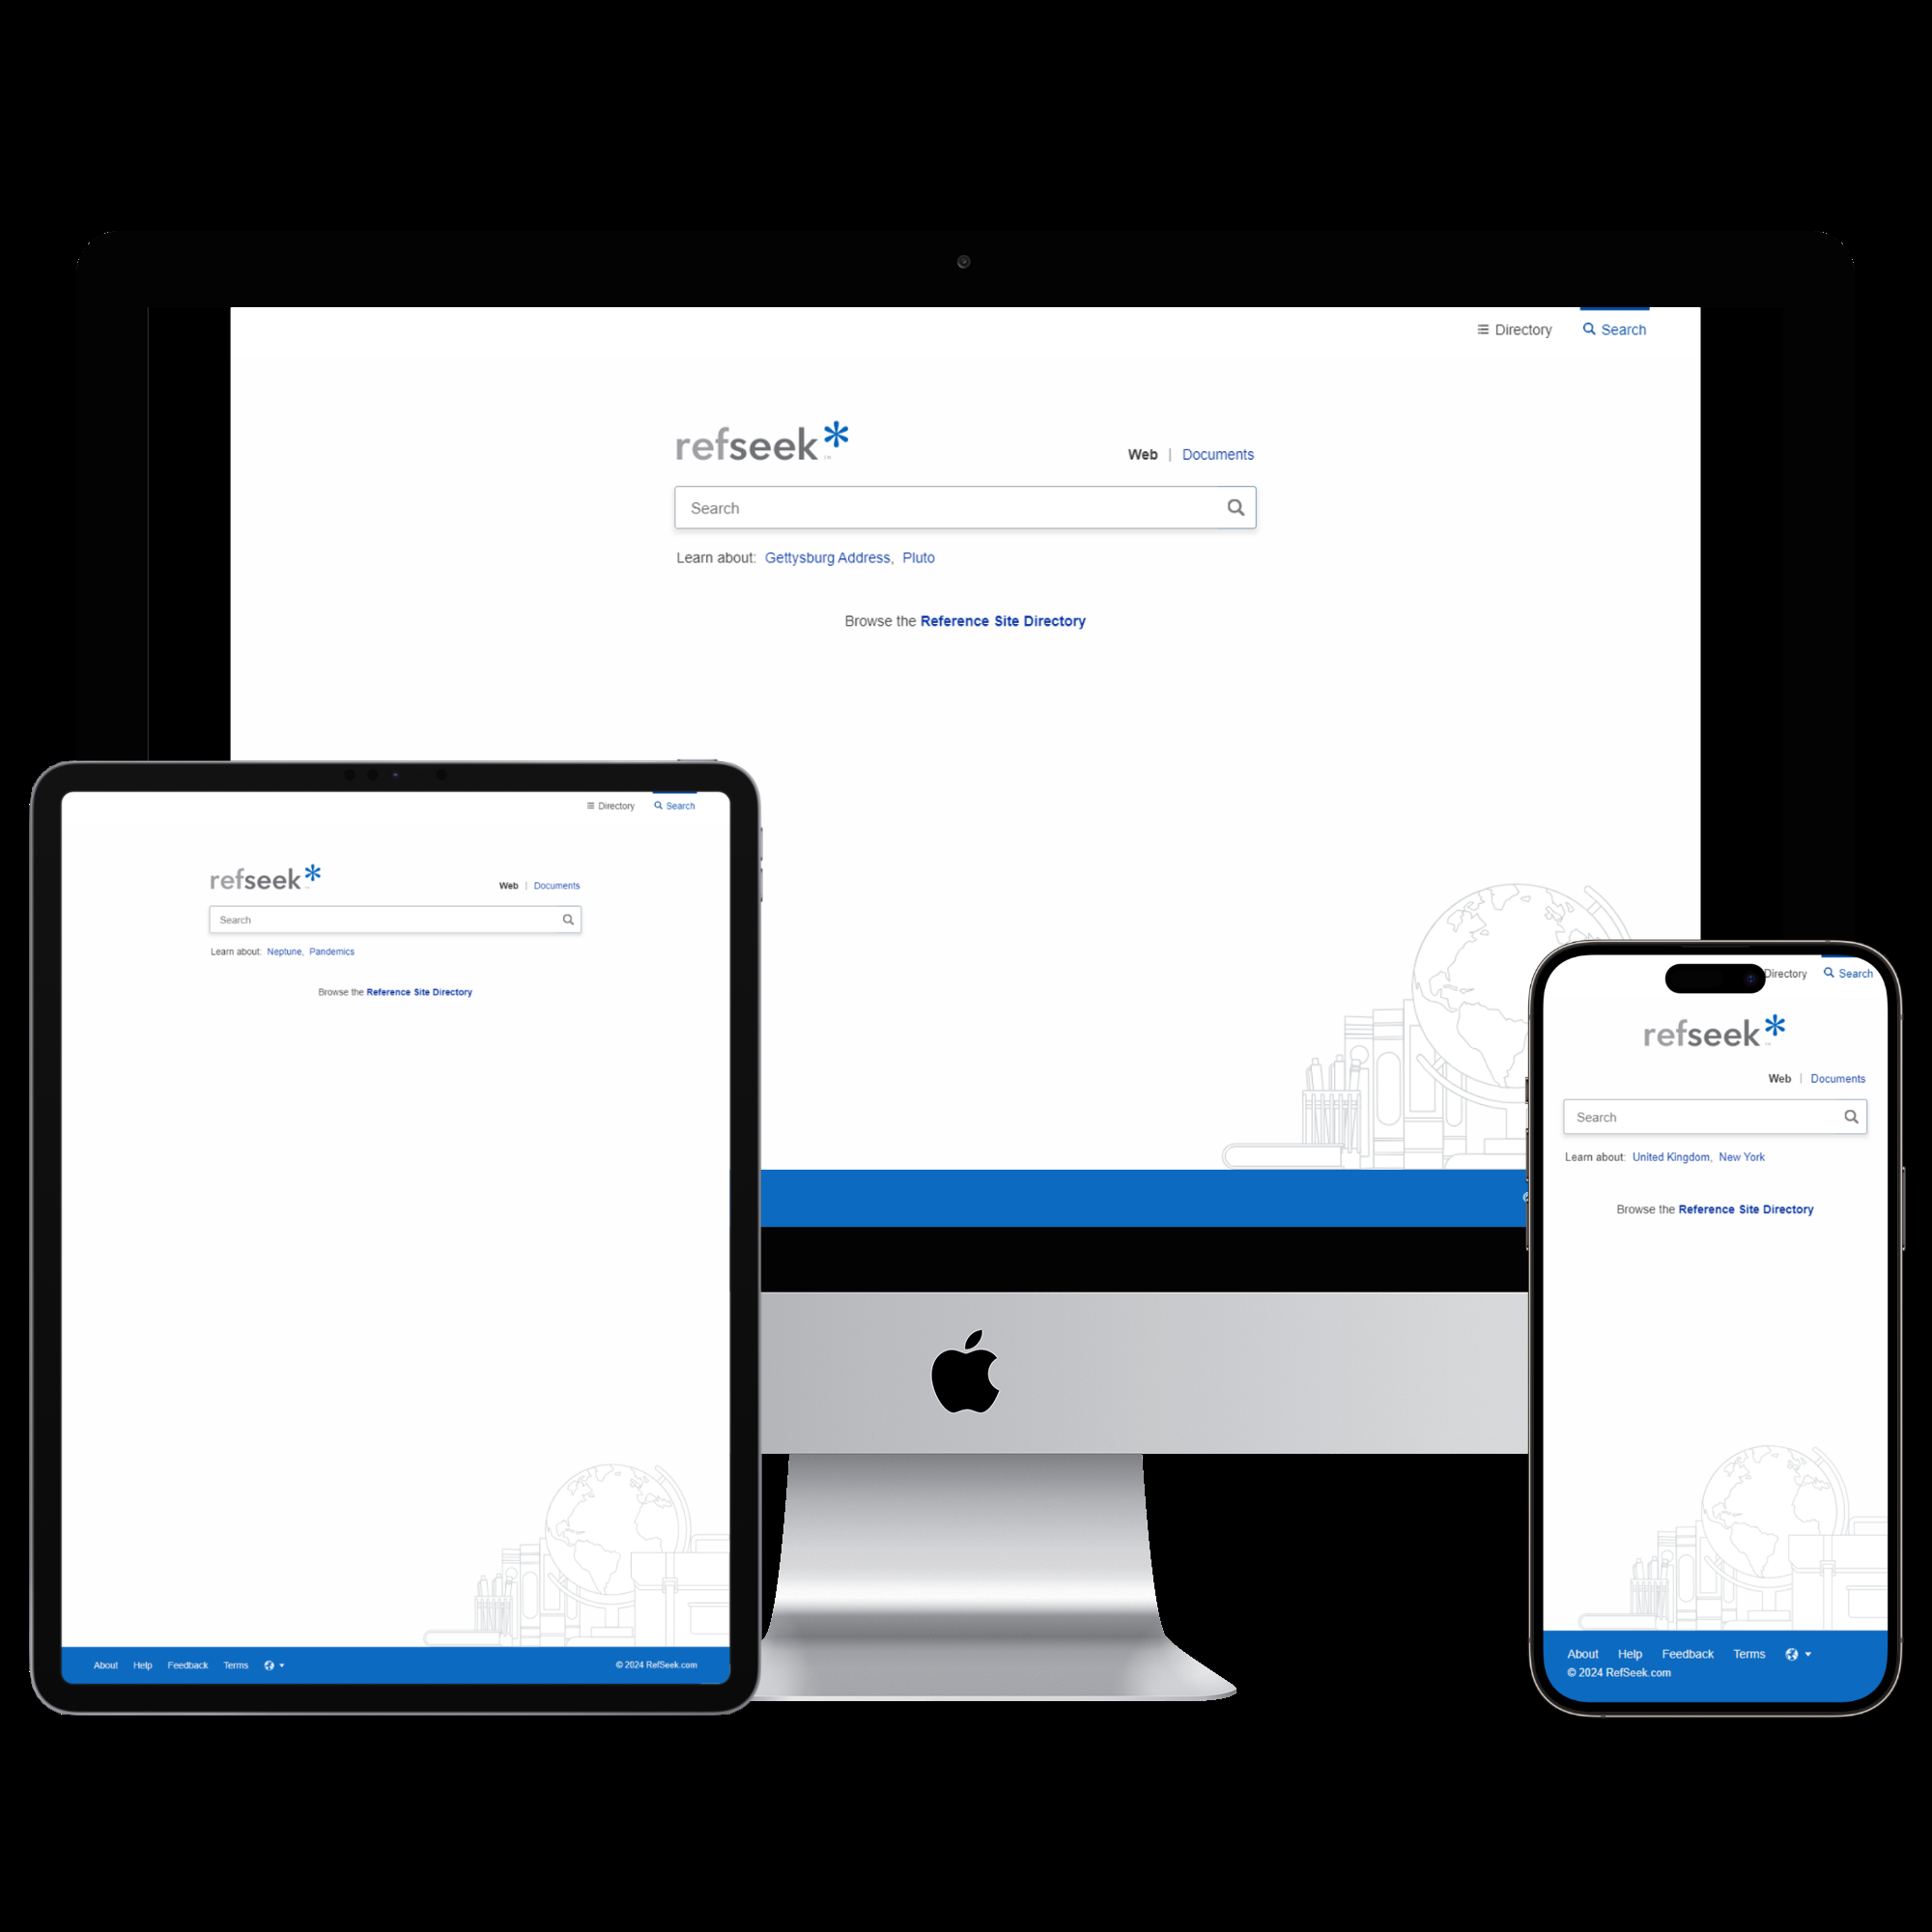 Directory Search
refseek*™
Web | Documents
Search
Learn about: Gettysburg Address, Pluto
Browse the Reference Site Directory
Directory Search
refseek*
Web | Documents
Search
Learn about: Neptune, Pandemics
Browse the Reference Site Directory
About Help Feedback Terms
© 2024 RefSeek.com
Directory Search
refseek*™
Web | Documents
Search
Learn about: United Kingdom, New York
Browse the Reference Site Directory
About Help Feedback Terms
© 2024 RefSeek.com